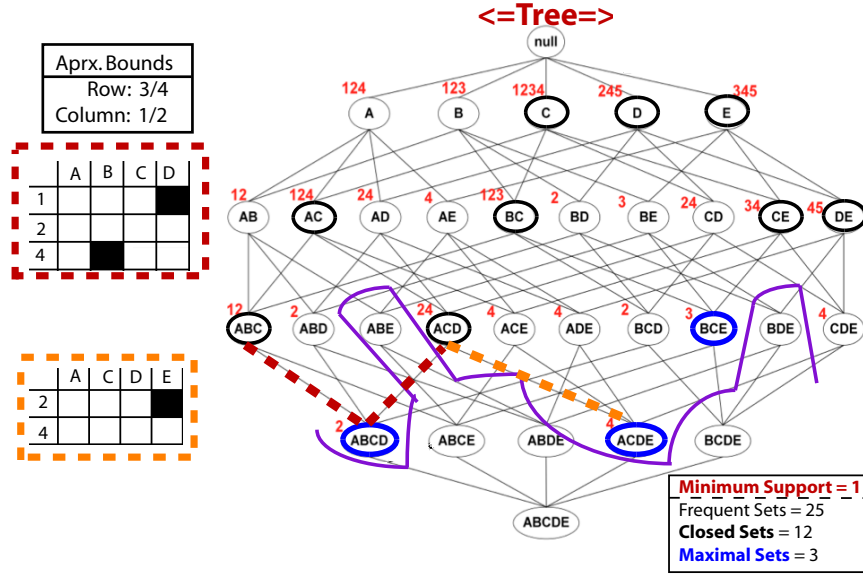 <=Tree=>
null
Aprx. Bounds
Row: 3/4
Column: 1/2
124 123 1234 245 345
A B C D E
A B C D
1
2
4
12 124 24 4 123 2 3 24 34 45
AB AC AD AE BC BD BE CD CE DE
12 2 24 4 4 2 3 4
ABC ABD ABE ACD ACE ADE BCD BCE BDE CDE
A C D E
2
4
2 4
ABCD ABCE ABDE ACDE BCDE
ABCDE
Minimum Support = 1
Frequent Sets = 25
Closed Sets = 12
Maximal Sets = 3